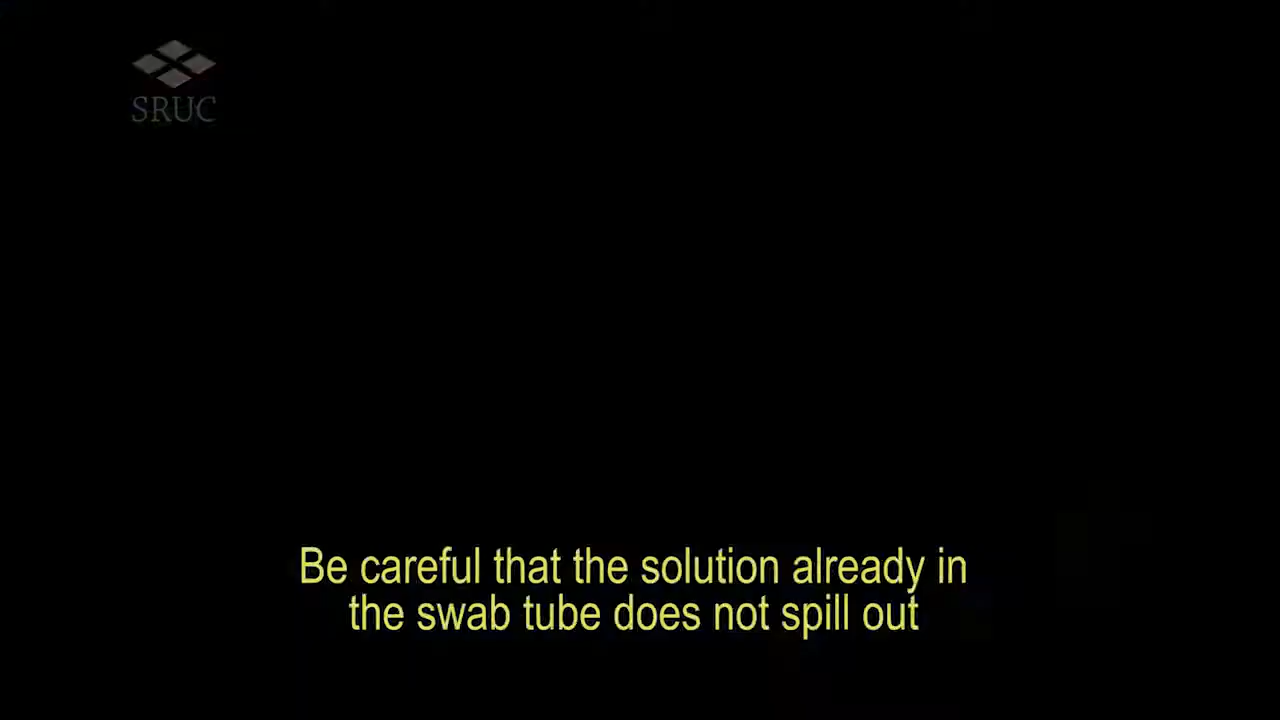 SRUC
Be careful that the solution already in
the swab tube does not spill out